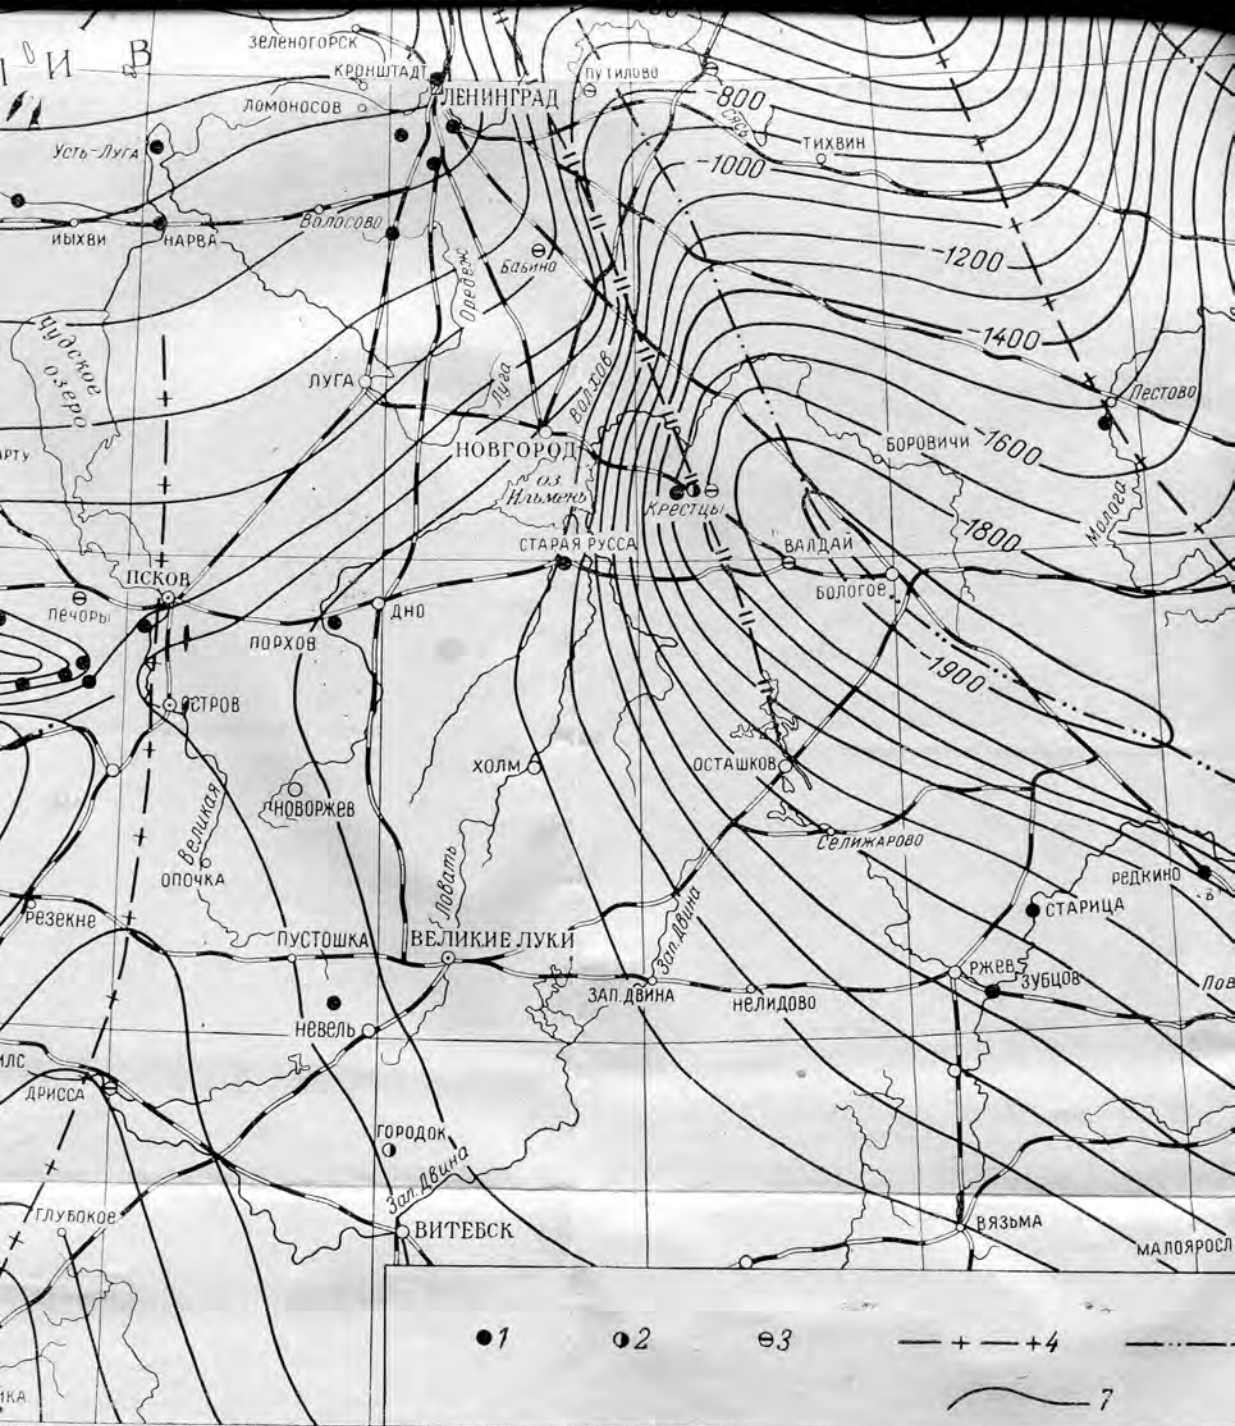 И В
ЗЕЛЕНОГОРСК
КРОНШТАДТ
ПУТИЛОВО
ЛЕНИНГРАД
-800
ЛОМОНОСОВ
Сясь
ТИХВИН
Усть-Луга
-1000
Волосово
ИЫХВИ
НАРВА
Оредеж
Бабино
-1200
Чудское
озеро
-1400
ЛУГА
Луга
Волхов
Пестово
НОВГОРОД
БОРОВИЧИ
-1600
оз.
Ильмень
Крестцы
Молога
-1800
СТАРАЯ РУССА
ВАЛДАЙ
ПСКОВ
Печоры
ДНО
БОЛОГОЕ
ПОРХОВ
-1900
ОСТРОВ
ХОЛМ
ОСТАШКОВ
НОВОРЖЕВ
Великая
Селижарово
ОПОЧКА
Ловать
РЕДКИНО
РЕЗЕКНЕ
Зап. Двина
СТАРИЦА
ПУСТОШКА
ВЕЛИКИЕ ЛУКИ
РЖЕВ
ЗУБЦОВ
ЗАП. ДВИНА
НЕЛИДОВО
Пов
НЕВЕЛЬ
ИЛС
ДРИССА
ГОРОДОК
Зап. Двина
ГЛУБОКОЕ
ВИТЕБСК
ВЯЗЬМА
МАЛОЯРОСЛ
1 2 3 4
7